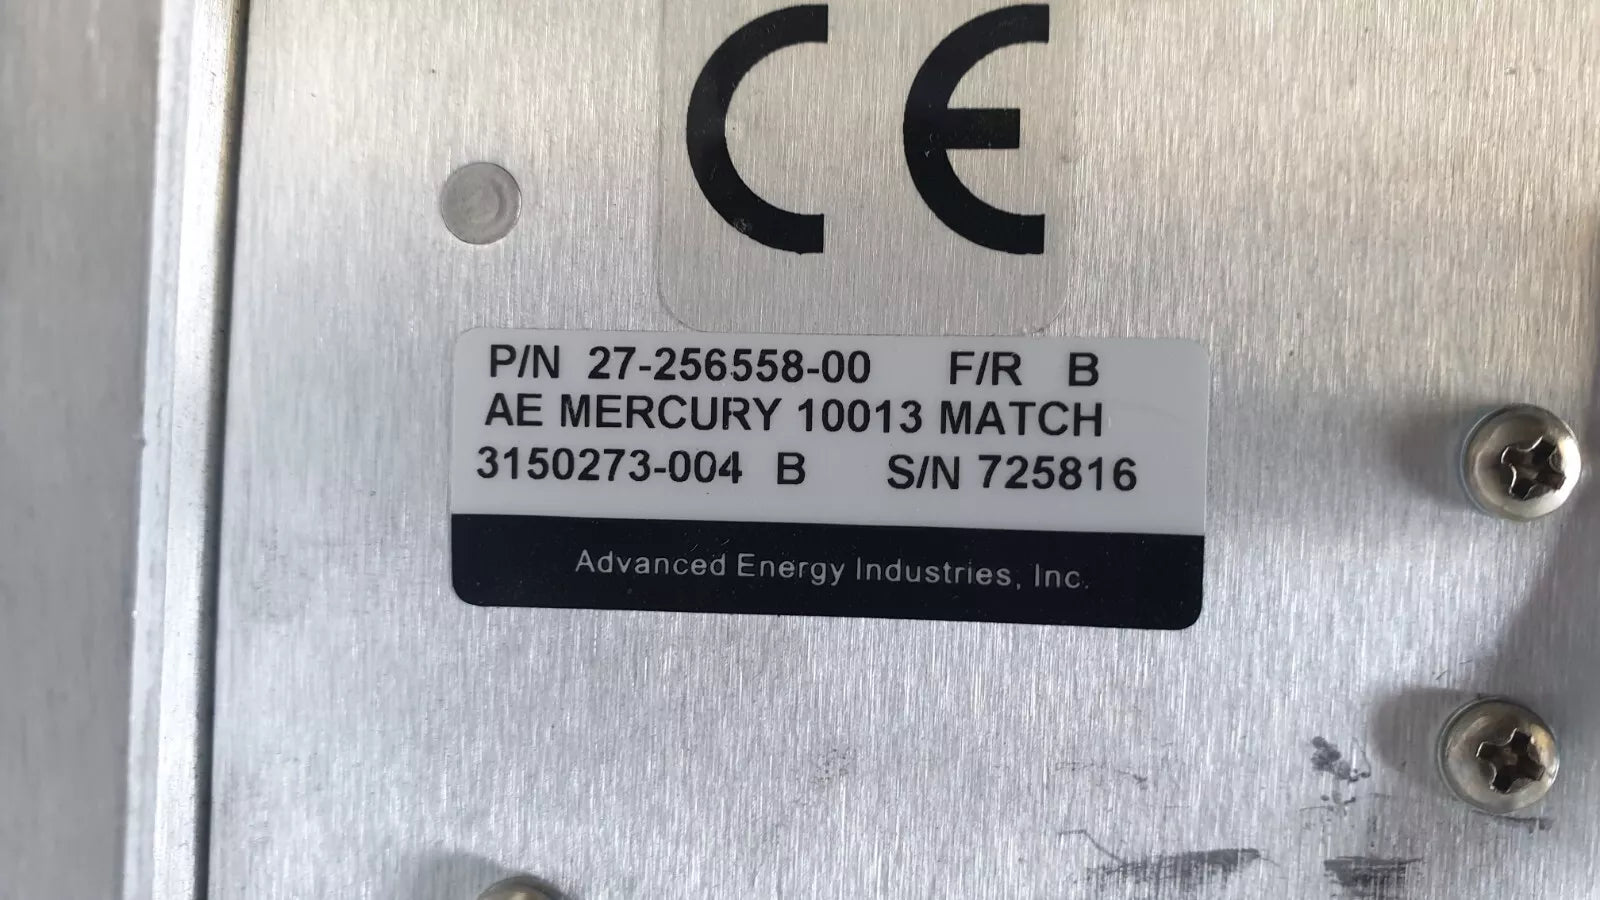 CE
P/N 27-256558-00 F/R B
AE MERCURY 10013 MATCH
3150273-004 B S/N 725816
Advanced Energy Industries, Inc.